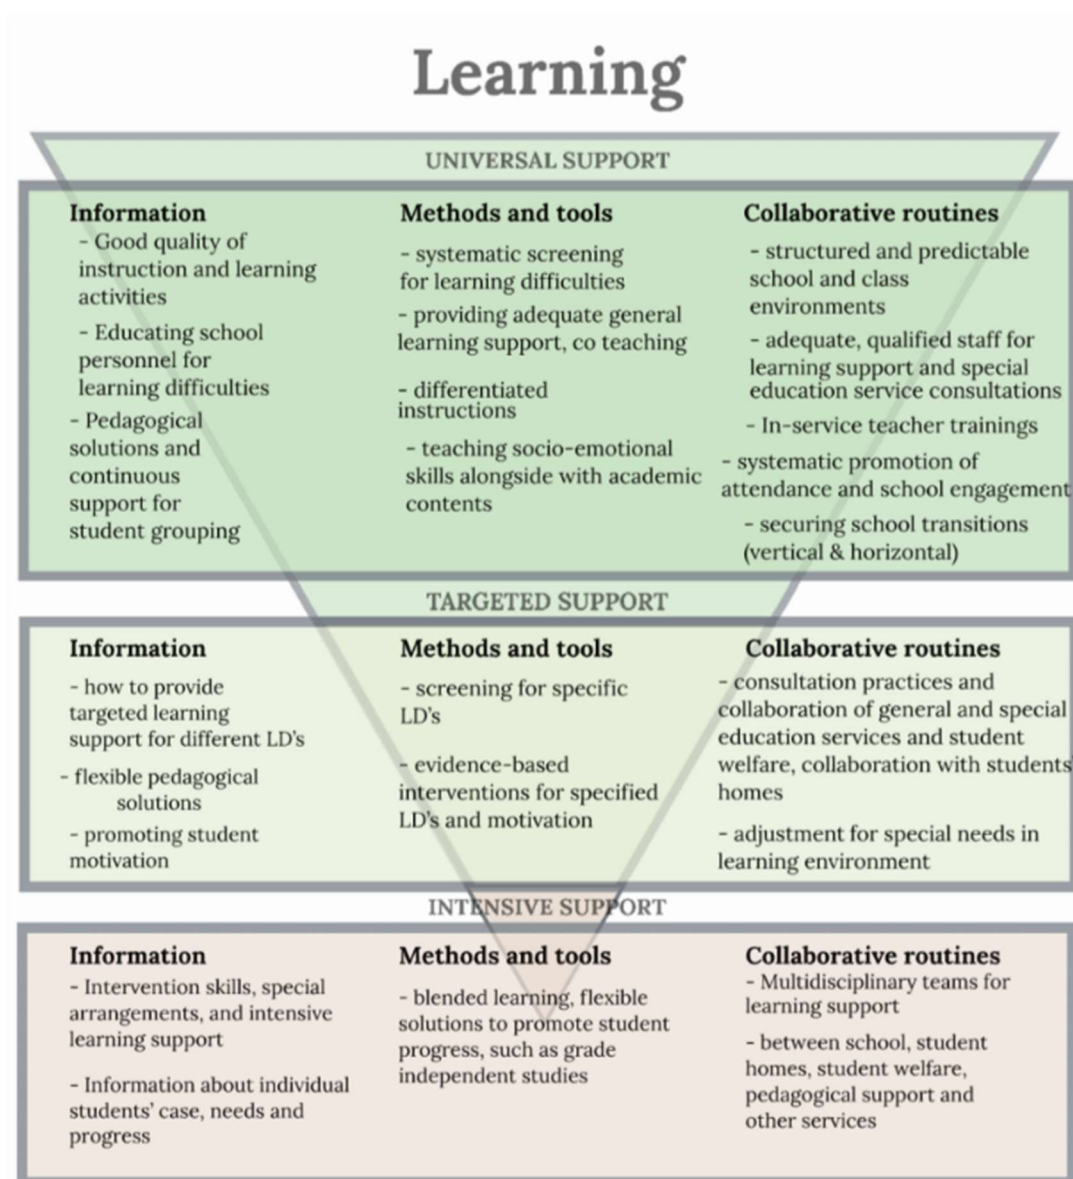 Learning
UNIVERSAL SUPPORT
Information
- Good quality of
instruction and learning
activities
- Educating school
personnel for
learning difficulties
- Pedagogical
solutions and
continuous
support for
student grouping
Methods and tools
- systematic screening
for learning difficulties
- providing adequate general
learning support, co teaching
- differentiated
instructions
- teaching socio-emotional
skills alongside with academic
contents
Collaborative routines
- structured and predictable
school and class
environments
- adequate, qualified staff for
learning support and special
education service consultations
- In-service teacher trainings
- systematic promotion of
attendance and school engagement
- securing school transitions
(vertical & horizontal)
TARGETED SUPPORT
Information
- how to provide
targeted learning
support for different LD's
- flexible pedagogical
solutions
- promoting student
motivation
Methods and tools
- screening for specific
LD's
- evidence-based
interventions for specified
LD's and motivation
Collaborative routines
- consultation practices and
collaboration of general and special
education services and student
welfare, collaboration with students'
homes
- adjustment for special needs in
learning environment
INTENSIVE SUPPORT
Information
- Intervention skills, special
arrangements, and intensive
learning support
- Information about individual
students' case, needs and
progress
Methods and tools
- blended learning, flexible
solutions to promote student
progress, such as grade
independent studies
Collaborative routines
- Multidisciplinary teams for
learning support
- between school, student
homes, student welfare,
pedagogical support and
other services